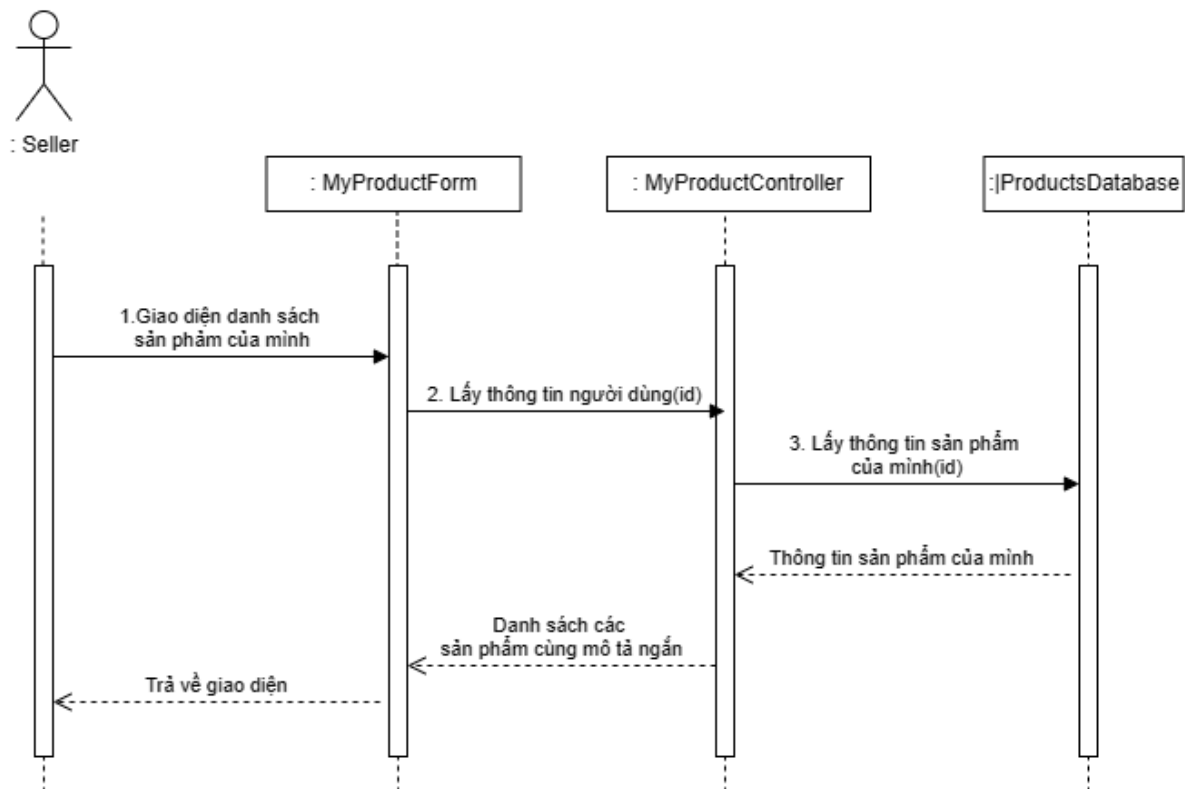 : Seller
: MyProductForm
: MyProductController
:|ProductsDatabase
1.Giao diện danh sách
sản phảm của mình
2. Lấy thông tin người dùng(id)
3. Lấy thông tin sản phẩm
của mình(id)
Thông tin sản phẩm của mình
Danh sách các
sản phẩm cùng mô tả ngắn
Trả về giao diện